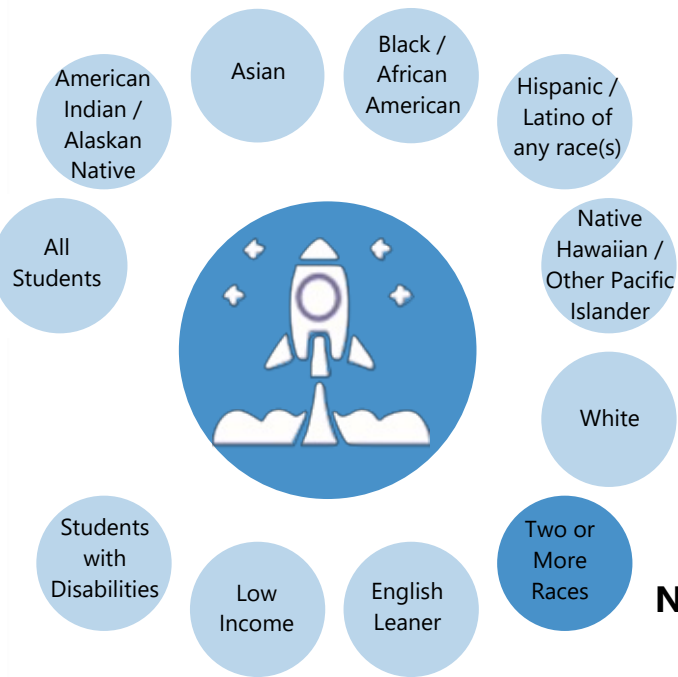 All
Students
American
Indian /
Alaskan
Native
Asian
Black /
African
American
Hispanic /
Latino of
any race(s)
Native
Hawaiian /
Other Pacific
Islander
White
Two or
More
Races
N
English
Leaner
Low
Income
Students
with
Disabilities